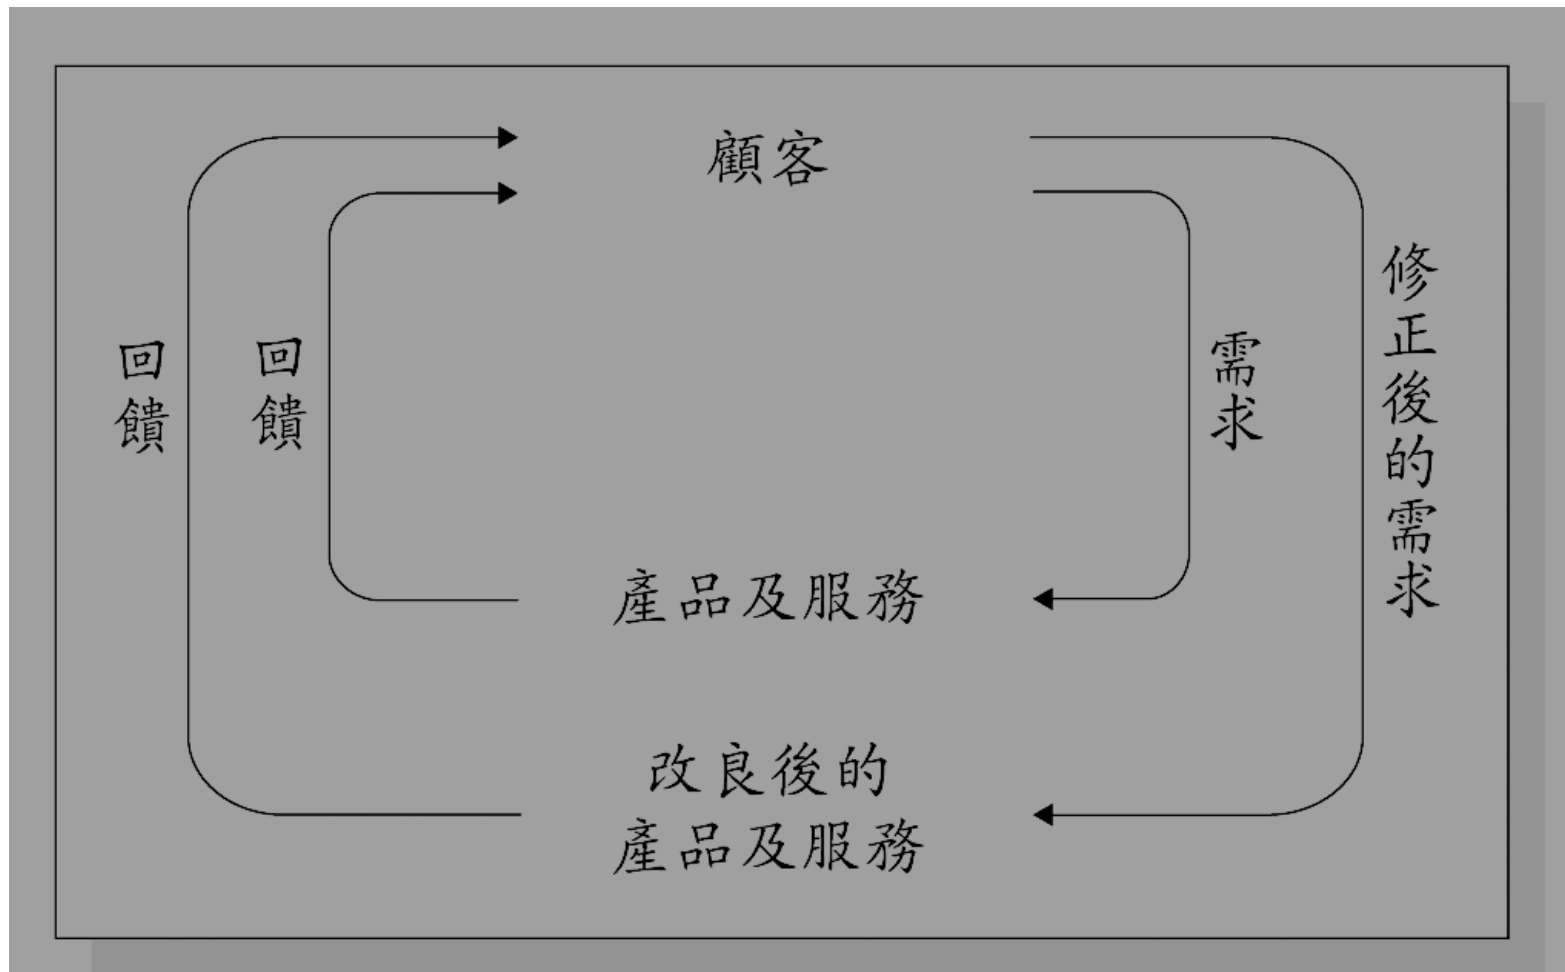 顧客
回饋
回饋
需求
修正後的需求
產品及服務
改良後的
產品及服務